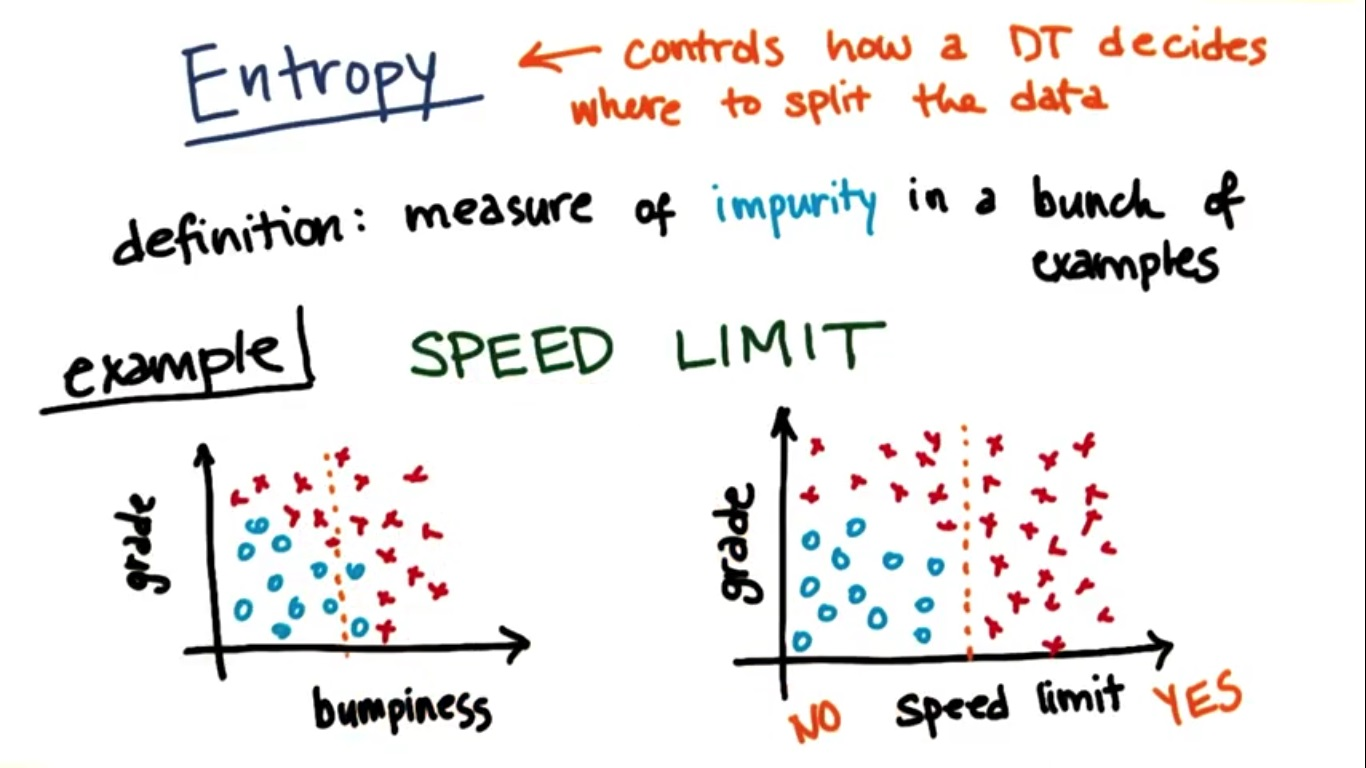 Entropy ← controls how a DT decides
where to split the data
definition: measure of impurity in a bunch of
examples
example SPEED LIMIT
grade
bumpiness
grade
NO speed limit YES